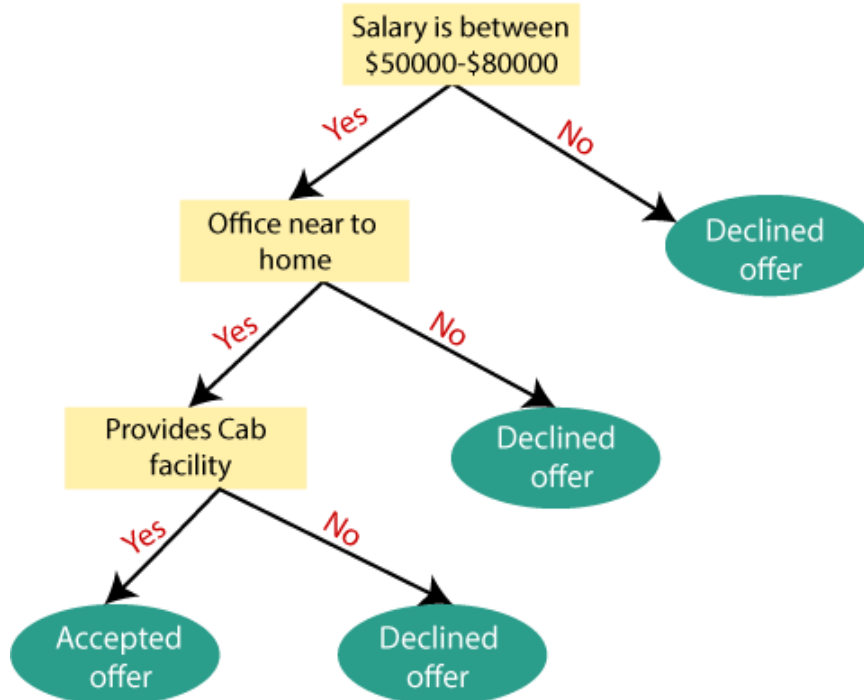 Salary is between
$50000-$80000
Yes
No
Office near to
home
Declined
offer
Yes
No
Provides Cab
facility
Declined
offer
Yes
No
Accepted
offer
Declined
offer